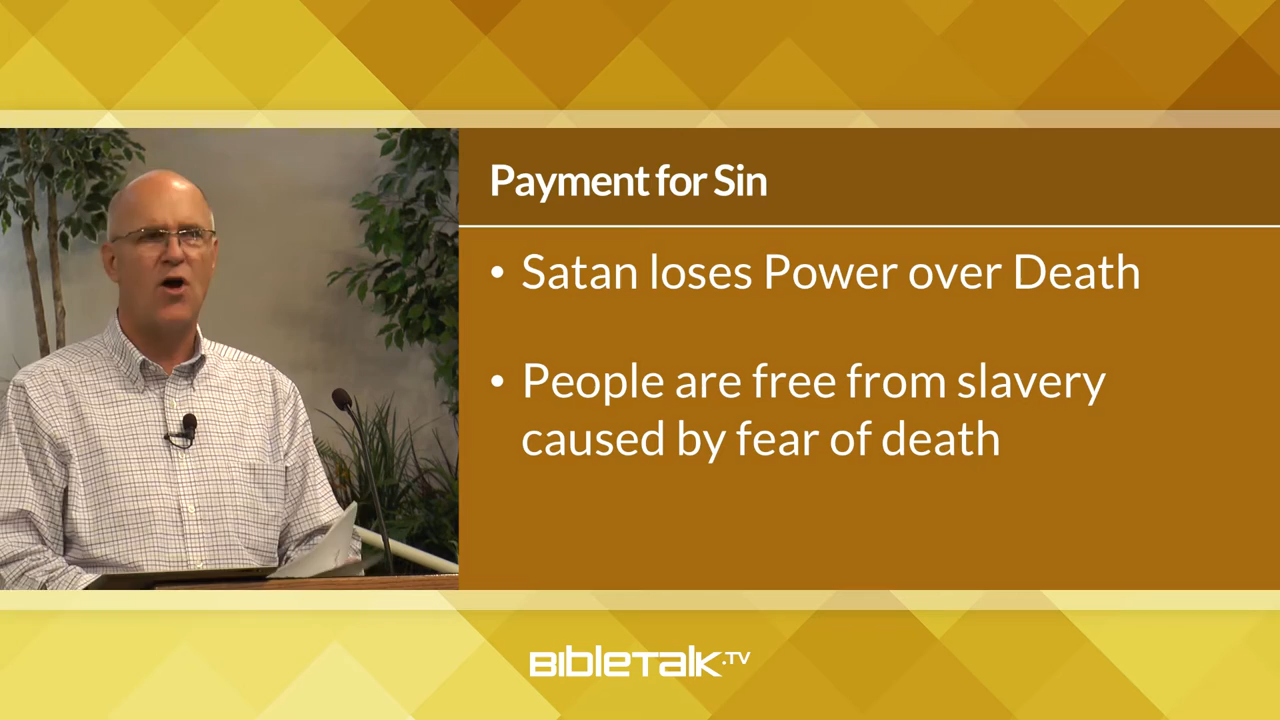 Payment for Sin
• Satan loses Power over Death
• People are free from slavery
caused by fear of death
BIBLETALK.TV